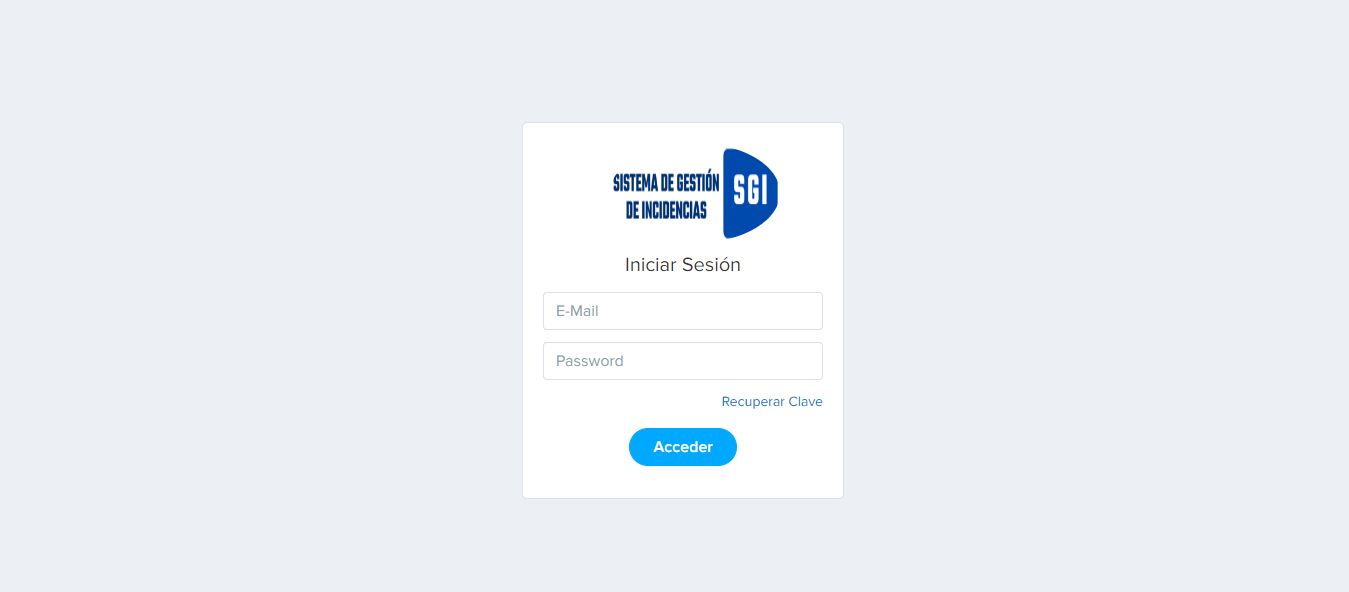 SISTEMA DE GESTIÓN
DE INCIDENCIAS
SGI
Iniciar Sesión
E-Mail
Password
Recuperar Clave
Acceder